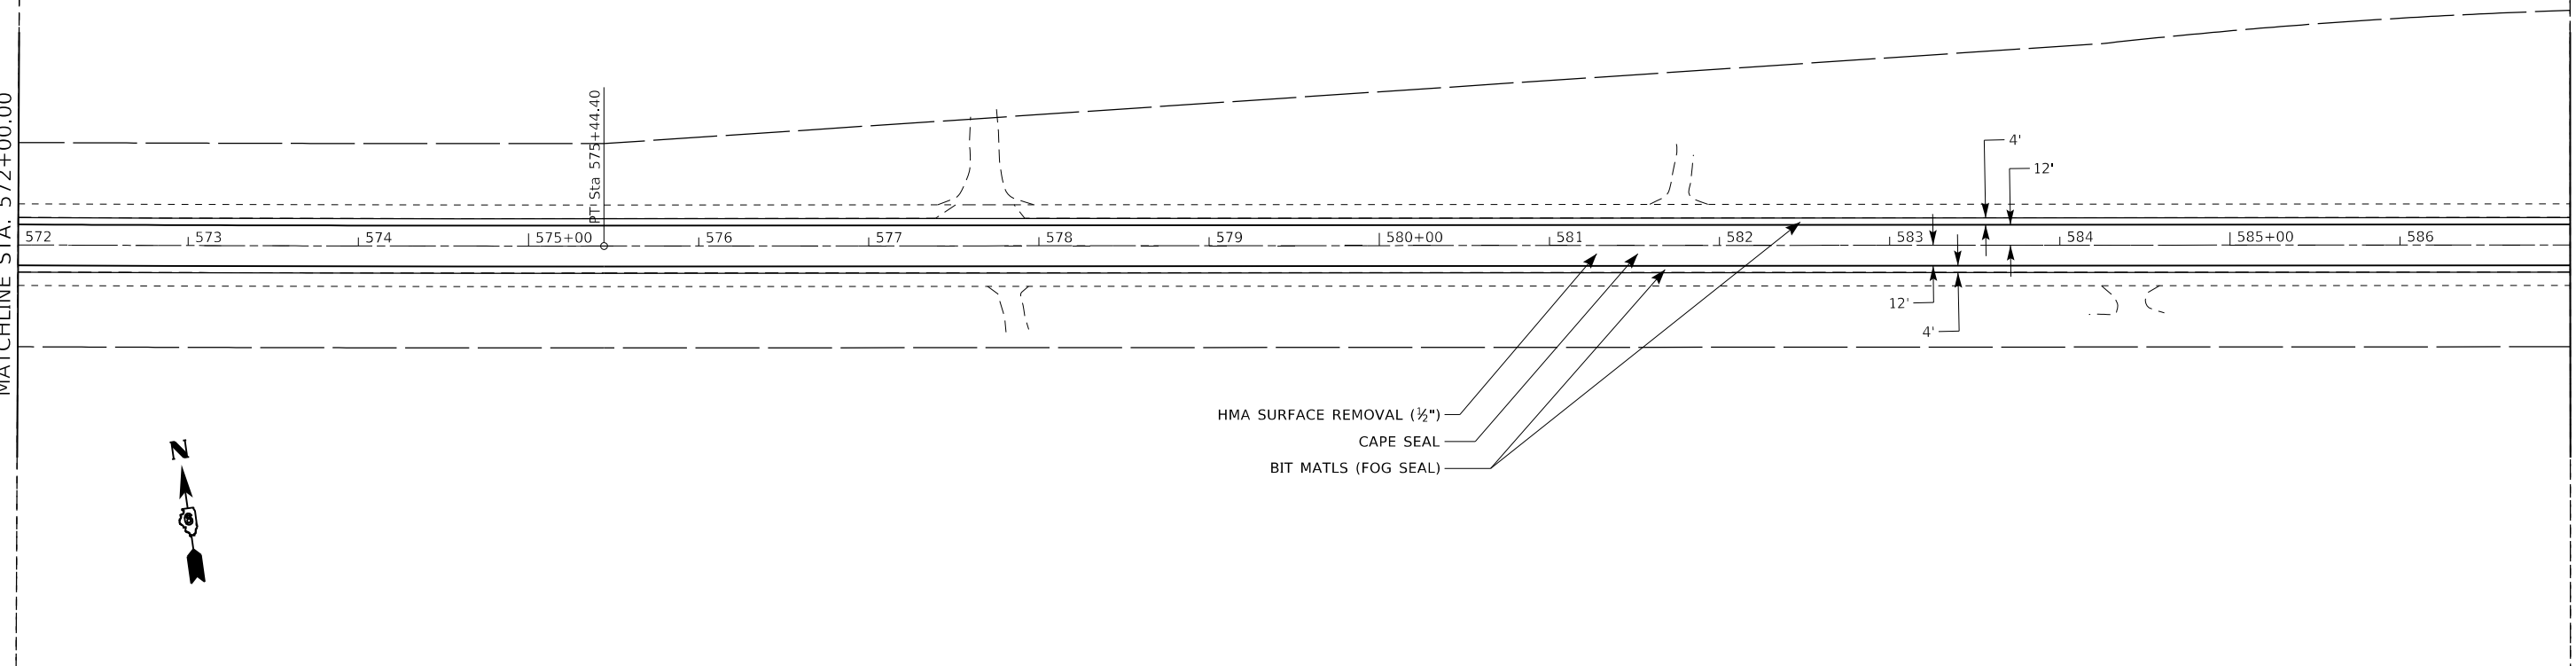 MATCHLINE STA. 572+00.00
PT Sta 575+44.40
4'
12'
572 573 574 575+00 576 577 578 579 580+00 581 582 583 584 585+00 586
12'
4'
HMA SURFACE REMOVAL (½")
CAPE SEAL
BIT MATLS (FOG SEAL)
N
6